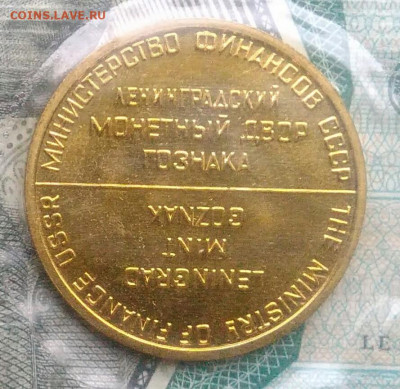 COINS.LAVE.RU
МИНИСТЕРСТВО ФИНАНСОВ СССР
ЛЕНИНГРАДСКИЙ
МОНЕТНЫЙ ДВОР
ГОЗНАКА
THE MINISTRY OF FINANCE USSR
LENINGRAD
MINT
GOZNAK